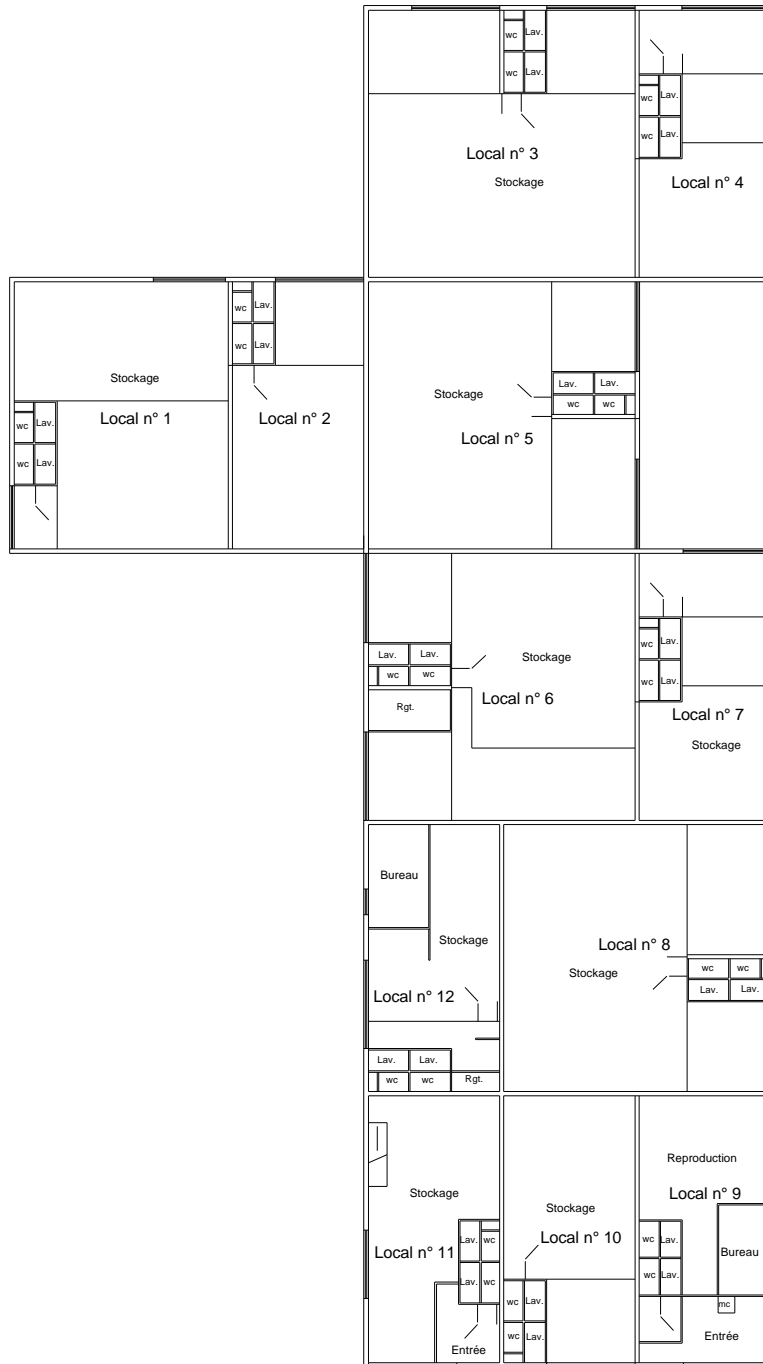 wc
Lav.
wc
Lav.
Local n° 3
Stockage
wc
Lav.
wc
Lav.
Local n° 4
wc
Lav.
wc
Lav.
Stockage
Local n° 1
Local n° 2
wc
Lav.
wc
Lav.
Stockage
Lav.
Lav.
wc
wc
Local n° 5
Lav.
Lav.
wc
wc
Stockage
Local n° 6
Rgt.
wc
Lav.
wc
Lav.
Local n° 7
Stockage
Bureau
Stockage
Local n° 12
Lav.
Lav.
wc
wc
Rgt.
Local n° 8
Stockage
wc
wc
Lav.
Lav.
Stockage
Local n° 11
Lav.
wc
Lav.
wc
Entrée
Stockage
Local n° 10
wc
Lav.
wc
Lav.
Reproduction
Local n° 9
wc
Lav.
wc
Lav.
Bureau
mc
Entrée